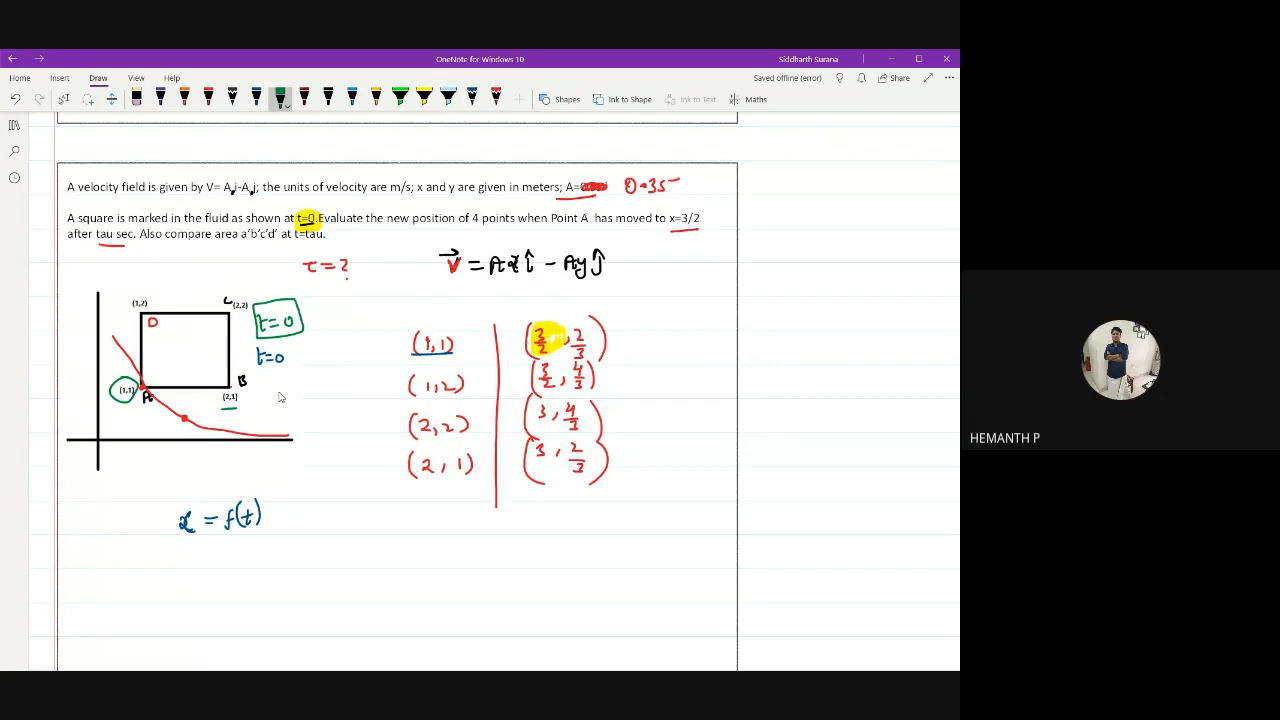 OneNote for Windows 10
Siddharth Surana
Home Insert Draw View Help
Saved offline (error)
Share
Shapes
Ink to Shape
Ink to Text
Maths
A velocity field is given by V= Axi-Ayj; the units of velocity are m/s; x and y are given in meters; A= 0.35
A square is marked in the fluid as shown at t=0.Evaluate the new position of 4 points when Point A has moved to x=3/2
after tau sec. Also compare area a'b'c'd' at t=tau.
τ = ?
V = Axî - Ayĵ
(1,2) C (2,2)
D
t=0
t=0
(1,1) A B (2,1)
(1,1) (3/2, 2/3)
(1,2) (3/2, 4/3)
(2,2) (3, 4/3)
(2,1) (3, 2/3)
x = f(t)
HEMANTH P